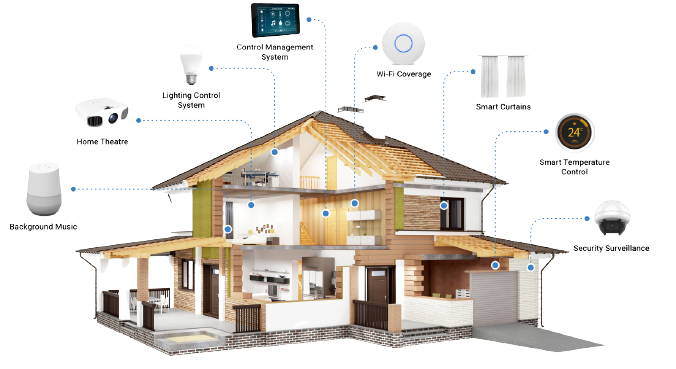 Control Management
System
Wi-Fi Coverage
Lighting Control
System
Smart Curtains
Home Theatre
24°
Smart Temperature
Control
Background Music
Security Surveillance